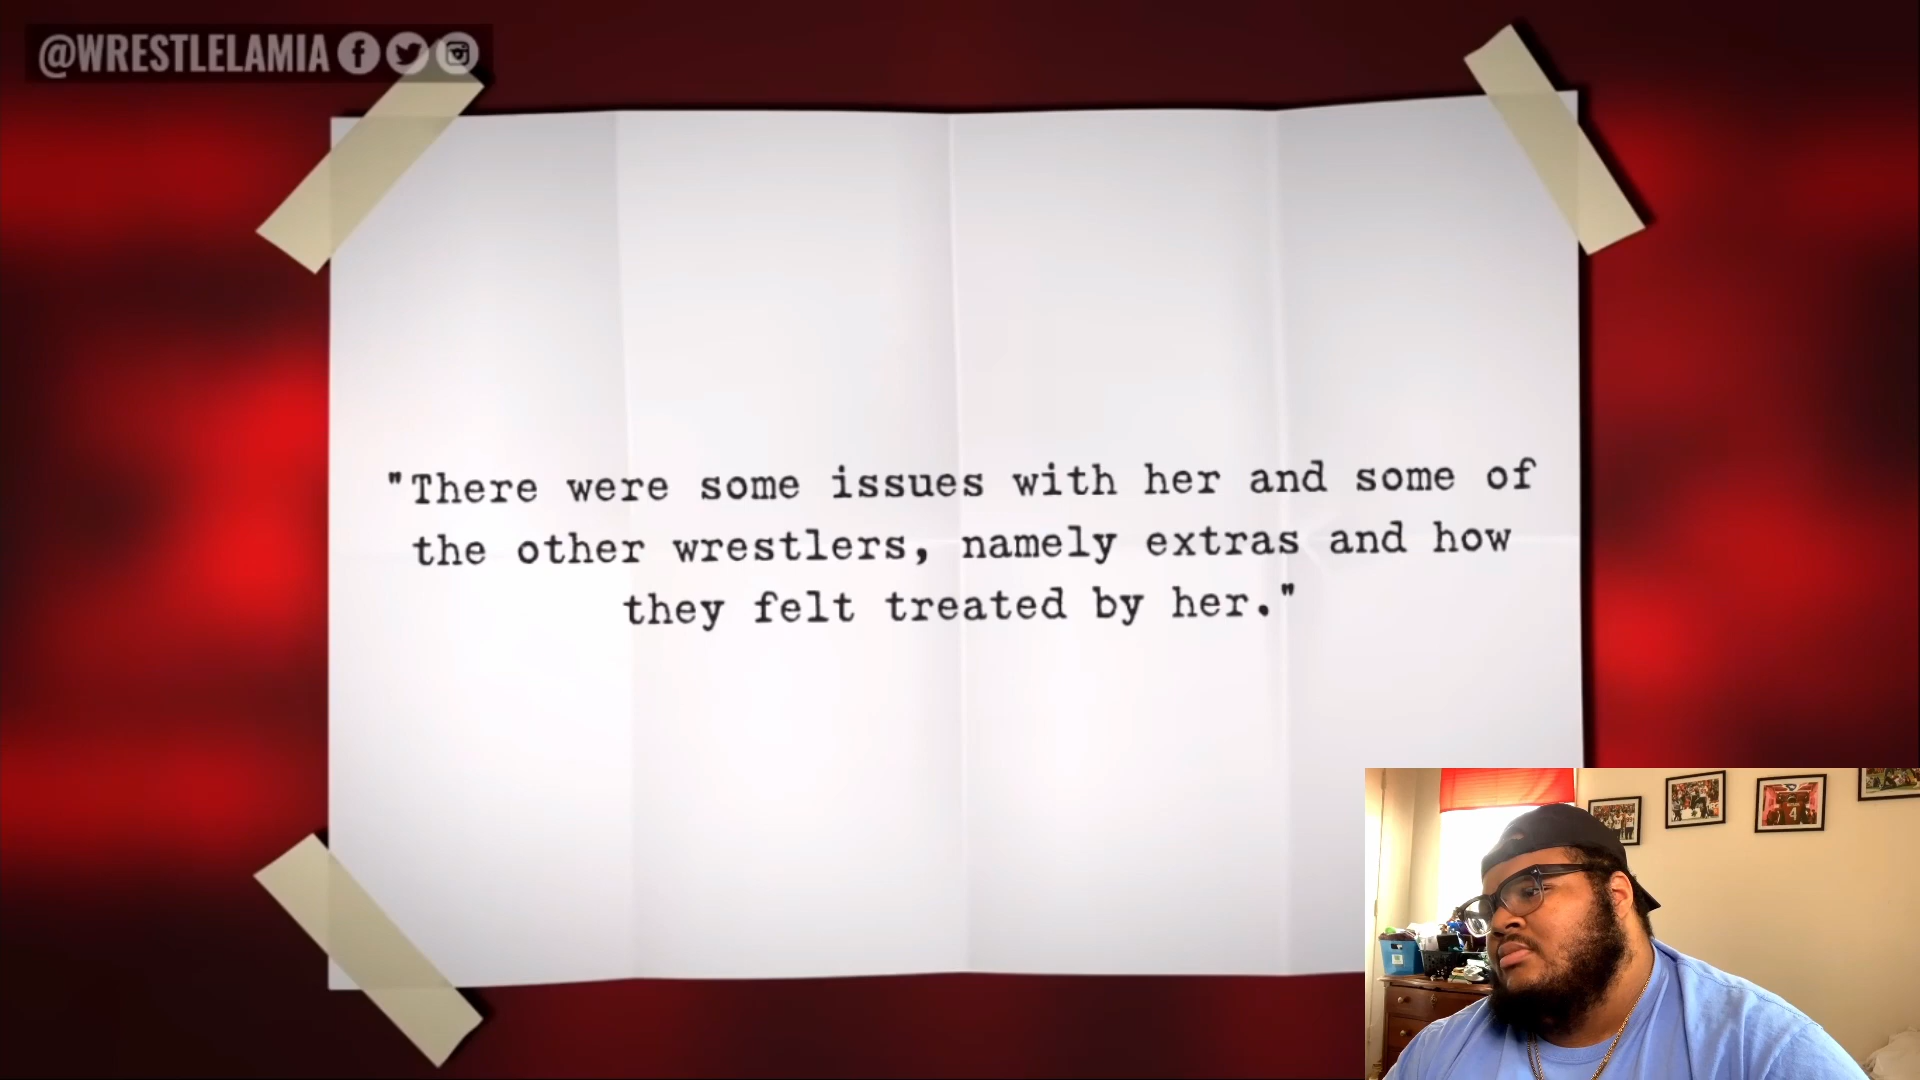 @WRESTLELAMIA
"There were some issues with her and some of
the other wrestlers, namely extras and how
they felt treated by her."
4